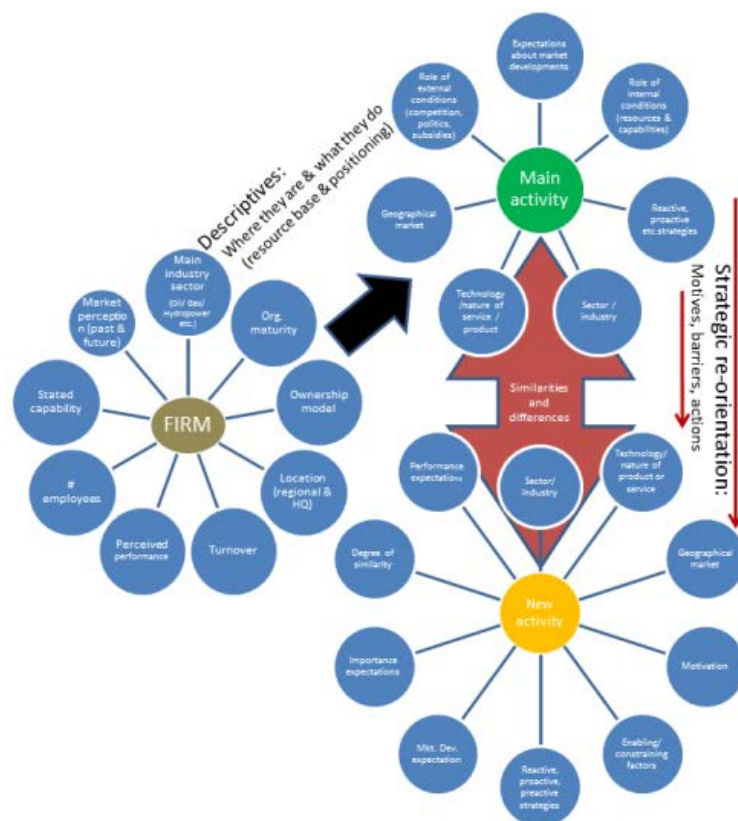 Expectations
about market
developments
Role of
external
conditions
(competition,
politics,
subsidies)
Role of
internal
conditions
(resources &
capabilities)
Main
activity
Geographical
market
Reactive,
proactive
etc.strategies
Technology
/nature of
service /
product
Sector /
industry
Descriptives:
Where they are & what they do
(resource base & positioning)
Main
industry
sector
(Oil/ Gas/
Hydropower
etc.)
Market
perceptio
n (past &
future)
Org.
maturity
Stated
capability
FIRM
Ownership
model
#
employees
Location
(regional &
HQ)
Perceived
performance
Turnover
Similarities
and
differences
Strategic re-orientation:
Motives, barriers, actions
Performance
expectations
Sector/
Industry
Technology/
nature of
product or
service
Degree of
similarity
Geographical
market
New
activity
Importance
expectations
Motivation
Mkt. Dev.
expectation
Reactive,
proactive,
preactive
strategies
Enabling/
constraining
factors